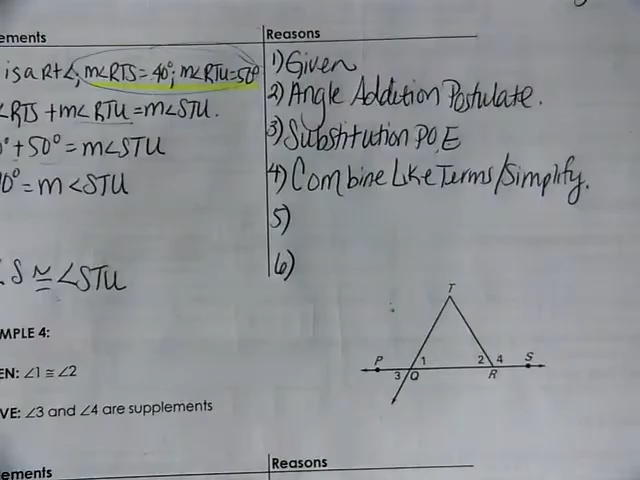 ements Reasons
is a Rt∠; m∠RTS = 40°; m∠RTU = 50° 1) Given
∠RTS + m∠RTU = m∠STU. 2) Angle Addition Postulate.
° + 50° = m∠STU 3) Substitution POE
0° = m∠STU 4) Combine Like Terms/Simplify.
5)
6)
∠S ≅ ∠STU
MPLE 4:
EN: ∠1 ≅ ∠2
VE: ∠3 and ∠4 are supplements
T
P 1 2 4 S
3 Q R
ements Reasons